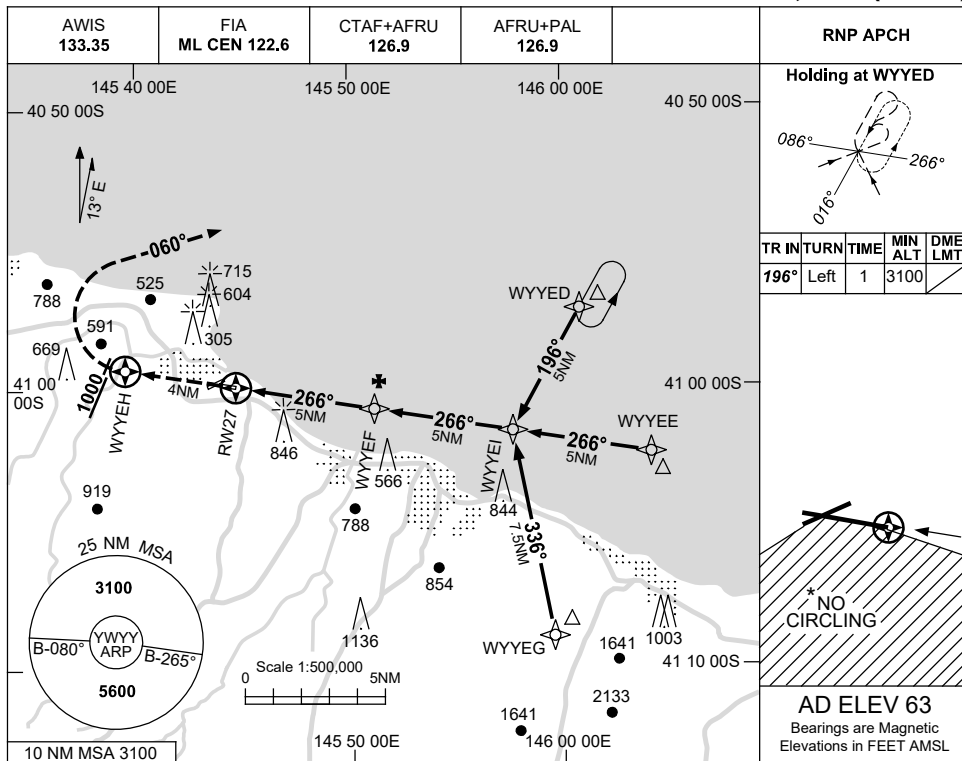 AWIS
133.35
FIA
ML CEN 122.6
CTAF+AFRU
126.9
AFRU+PAL
126.9
RNP APCH
145 40 00E
145 50 00E
146 00 00E
40 50 00S
40 50 00S
13° E
Holding at WYYED
086°
266°
016°
TR IN TURN TIME MIN ALT DME LMT
196° Left 1 3100
060°
715
604
525
788
305
591
669
WYYED
196°
5NM
41 00
00S
41 00 00S
1000
WYYEH
4NM
RW27
266°
5NM
WYYEF
266°
5NM
WYYEI
266°
5NM
WYYEE
846
566
844
336°
7.5NM
919
788
854
25 NM MSA
3100
YWYY
ARP
B-080°
B-265°
5600
1136
WYYEG
1003
1641
41 10 00S
Scale 1:500,000
0 5NM
2133
1641
*NO
CIRCLING
AD ELEV 63
Bearings are Magnetic
Elevations in FEET AMSL
10 NM MSA 3100
145 50 00E
146 00 00E